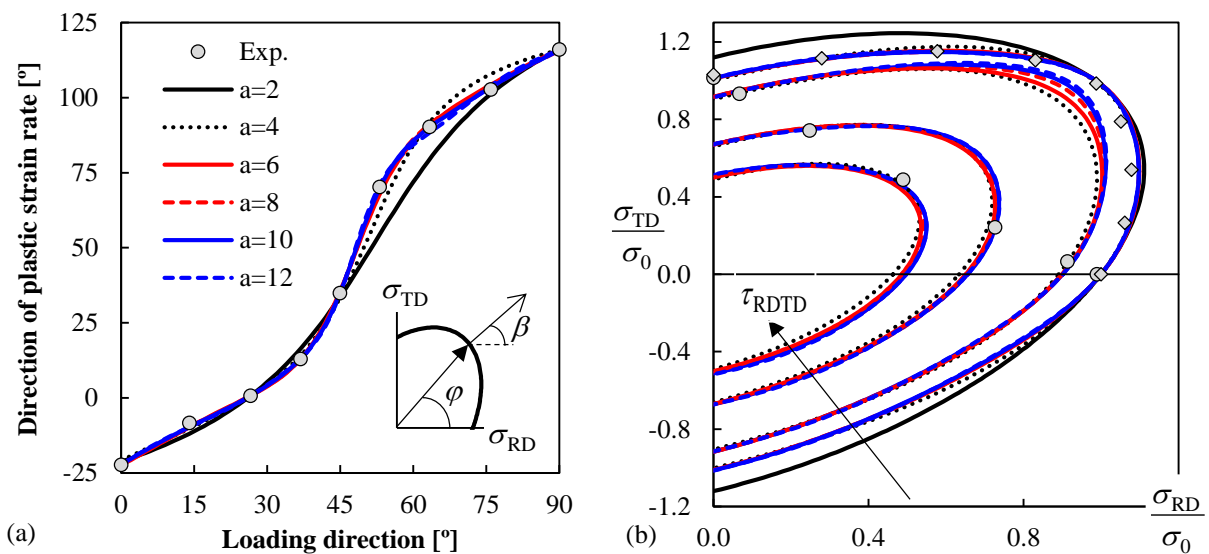 Direction of plastic strain rate [º]
125
100
75
50
25
0
-25
Exp.
a=2
a=4
a=6
a=8
a=10
a=12
σTD
β
φ
σRD
0 15 30 45 60 75 90
(a) Loading direction [º]
1.2
0.8
σTD
σ0
0.4
0.0
-0.4
-0.8
-1.2
τRDTD
0.0 0.4 0.8
σRD
σ0
(b)